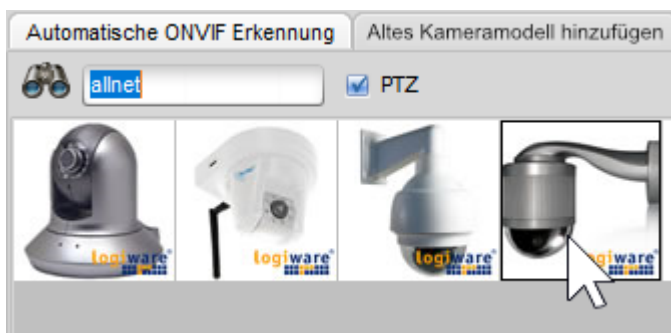 Automatische ONVIF Erkennung
Altes Kameramodell hinzufügen
allnet
PTZ
logiware
logiware
logiware
logiware